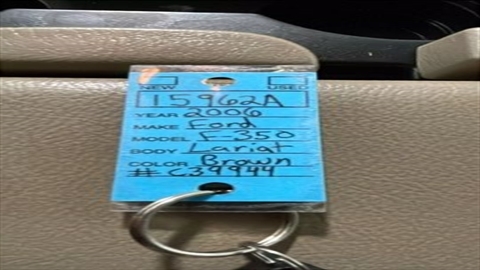 NEW USED
15962A
YEAR 2006
MAKE Ford
MODEL F-350
BODY Lariat
COLOR Brown
# C39944